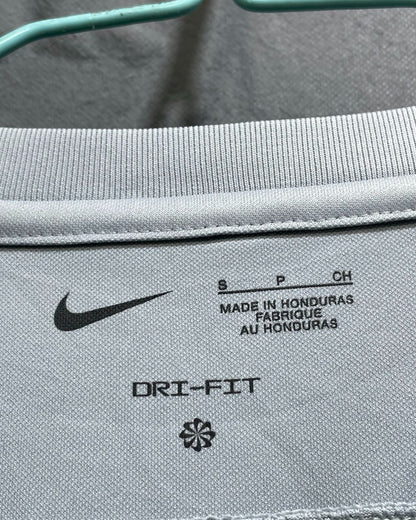 S P CH
MADE IN HONDURAS
FABRIQUE
AU HONDURAS
DRI-FIT